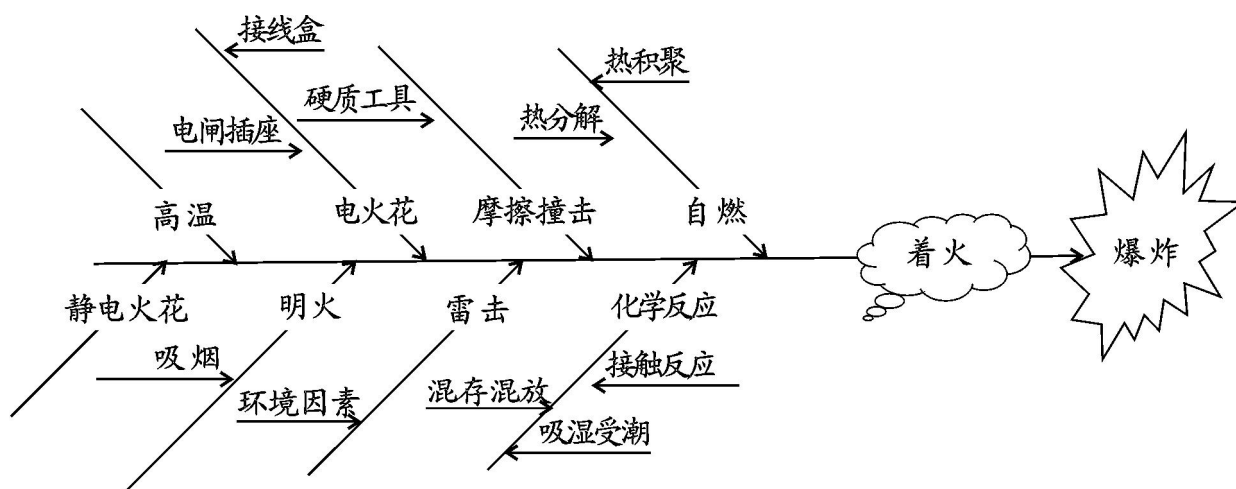 接线盒
硬质工具
热积聚
电闸插座
热分解
高温
电火花
摩擦撞击
自燃
着火
爆炸
静电火花
明火
雷击
化学反应
吸烟
环境因素
混存混放
接触反应
吸湿受潮